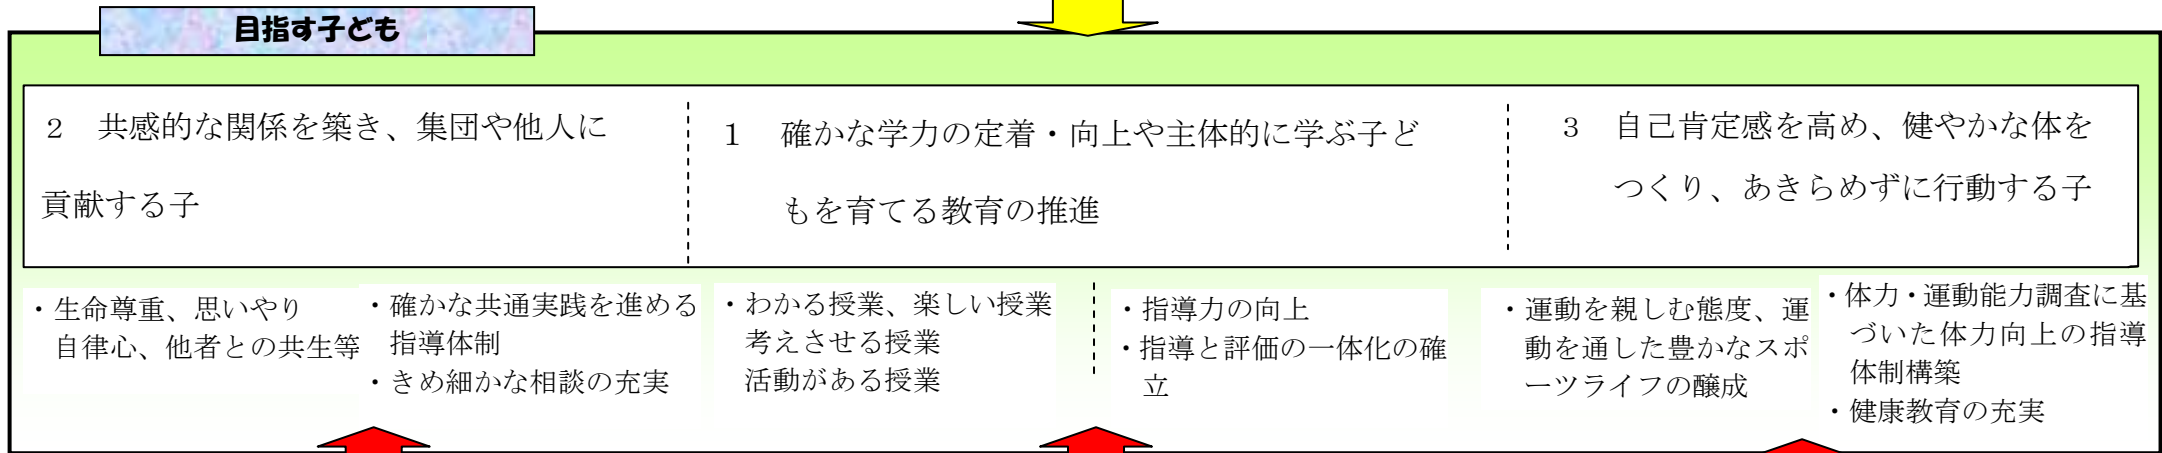 目指す子ども
2　共感的な関係を築き、集団や他人に
貢献する子
1　確かな学力の定着・向上や主体的に学ぶ子ど
もを育てる教育の推進
3　自己肯定感を高め、健やかな体を
つくり、あきらめずに行動する子
・生命尊重、思いやり
自律心、他者との共生等
・確かな共通実践を進める
指導体制
・きめ細かな相談の充実
・わかる授業、楽しい授業
考えさせる授業
活動がある授業
・指導力の向上
・指導と評価の一体化の確
立
・運動を親しむ態度、運
動を通した豊かなスポ
ーツライフの醸成
・体力・運動能力調査に基
づいた体力向上の指導
体制構築
・健康教育の充実